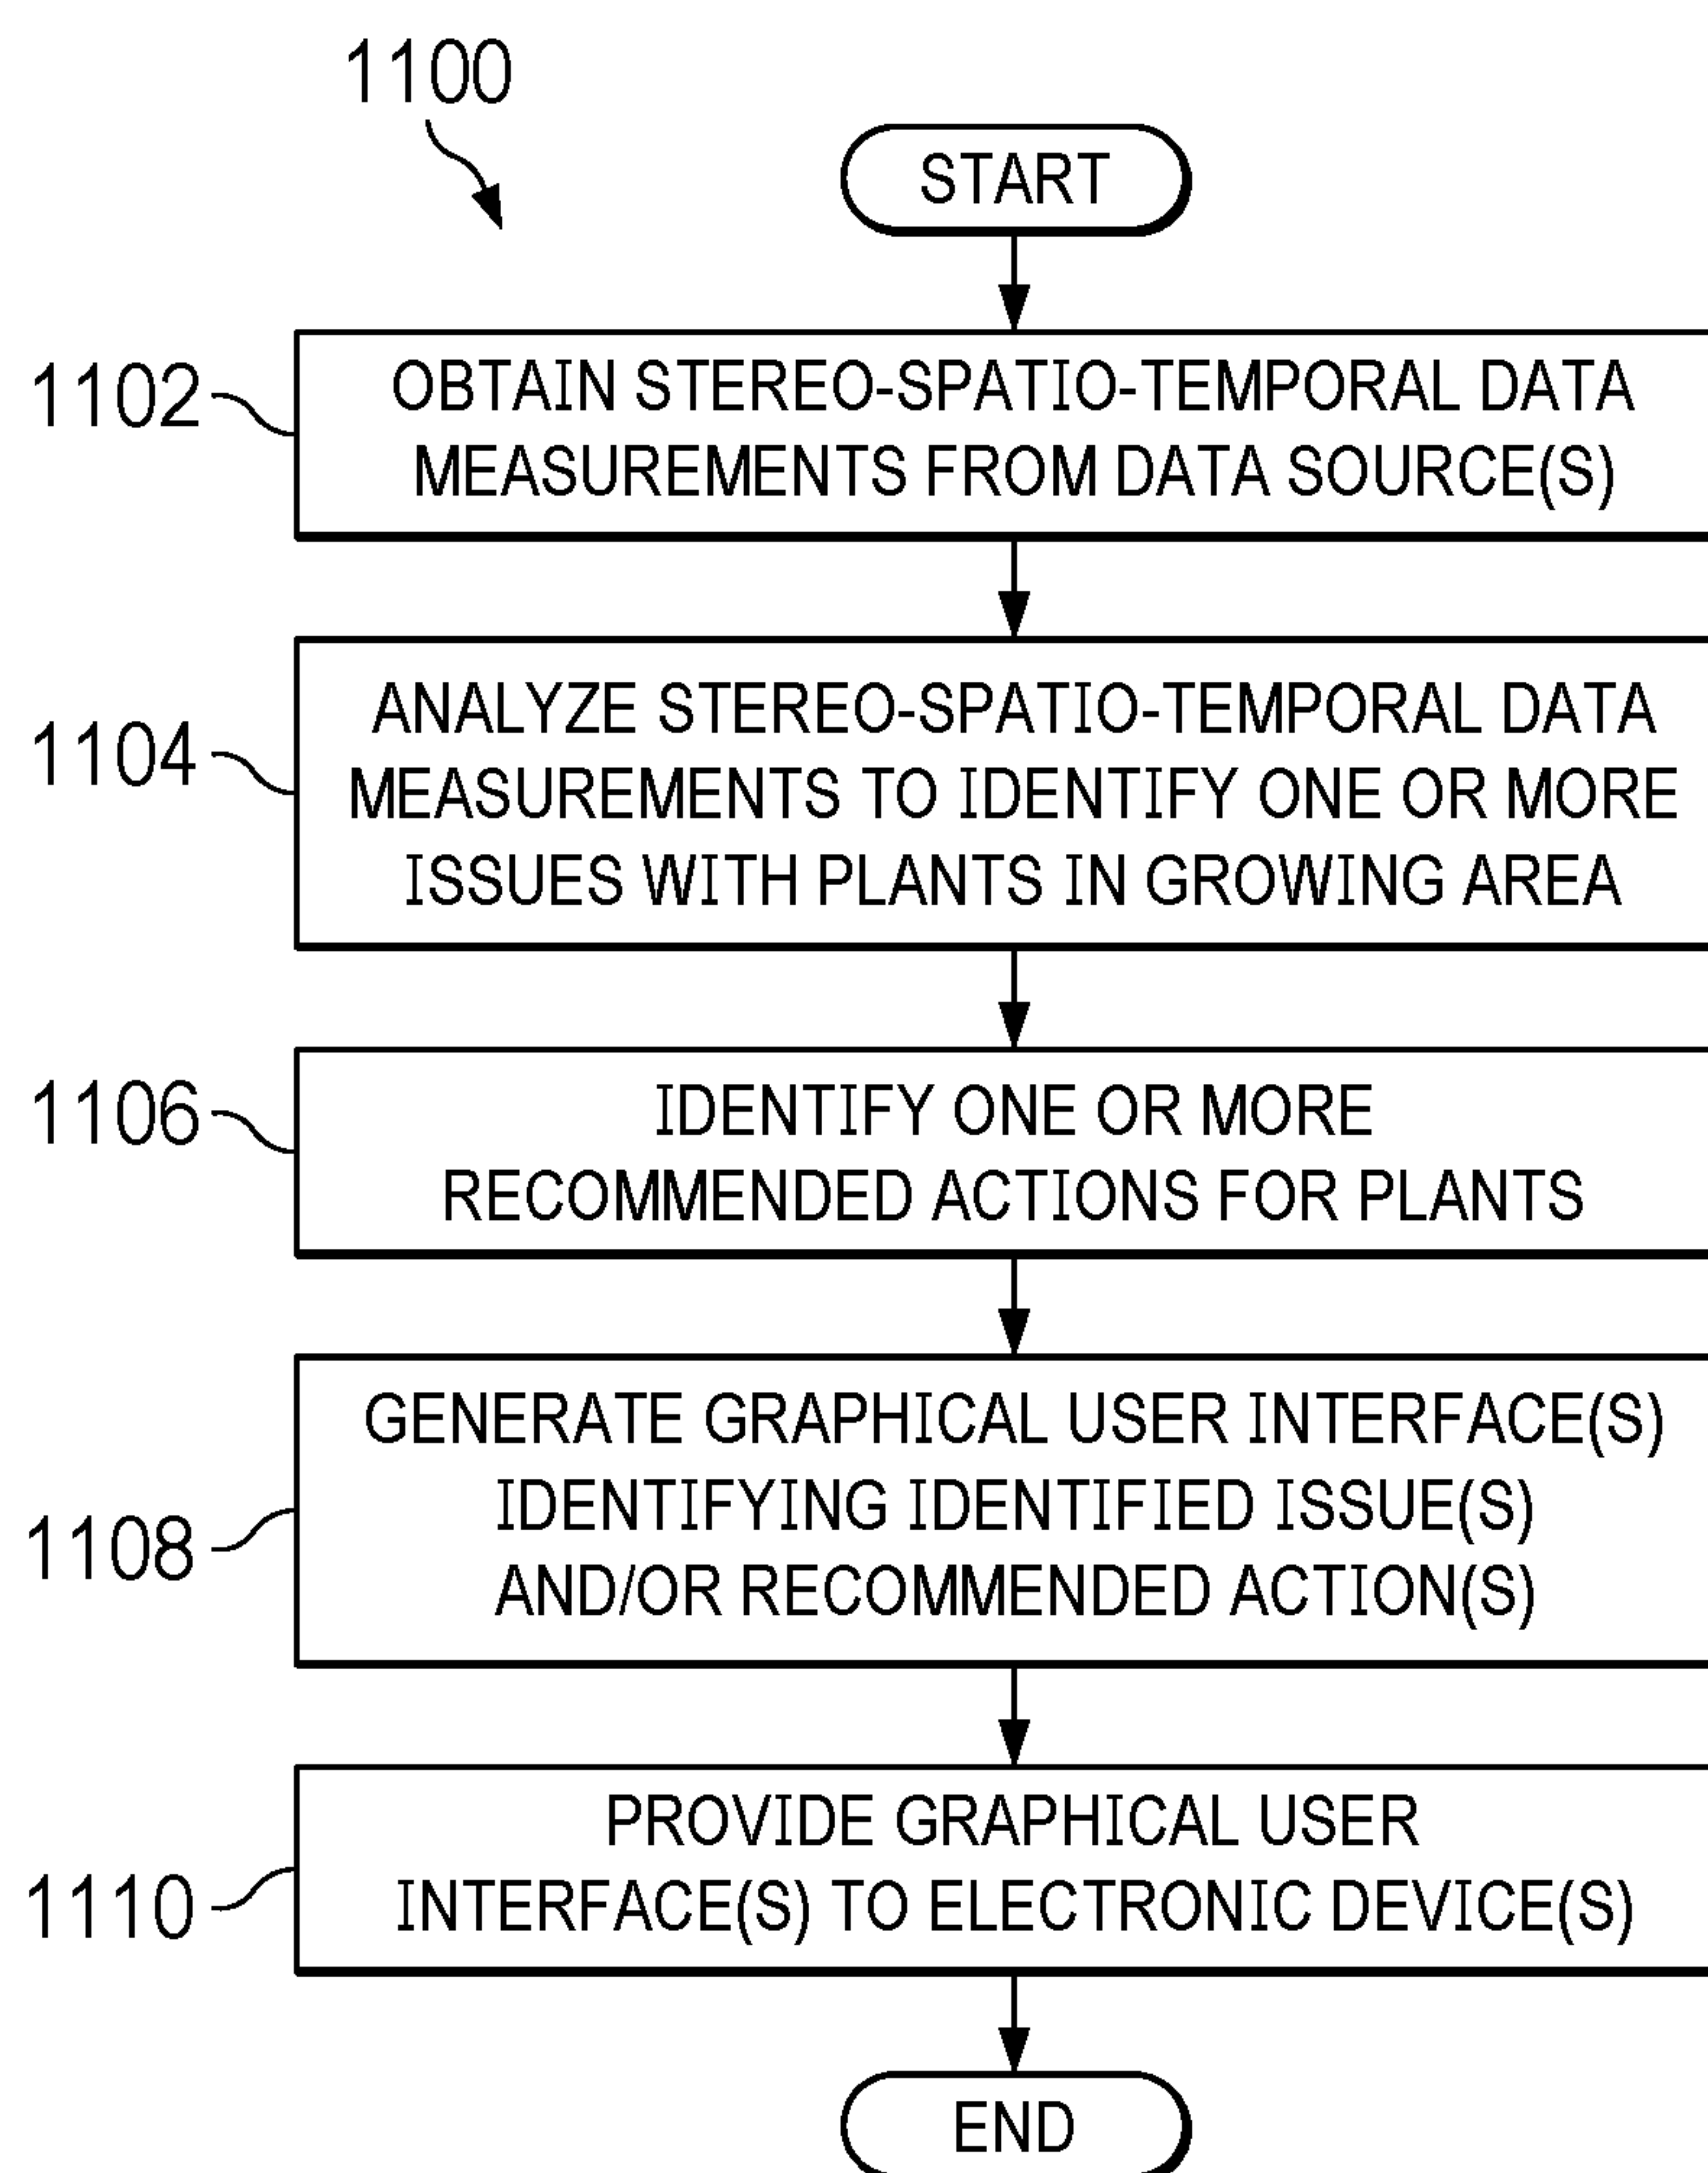 1100
START
1102
OBTAIN STEREO-SPATIO-TEMPORAL DATA
MEASUREMENTS FROM DATA SOURCE(S)
1104
ANALYZE STEREO-SPATIO-TEMPORAL DATA
MEASUREMENTS TO IDENTIFY ONE OR MORE
ISSUES WITH PLANTS IN GROWING AREA
1106
IDENTIFY ONE OR MORE
RECOMMENDED ACTIONS FOR PLANTS
1108
GENERATE GRAPHICAL USER INTERFACE(S)
IDENTIFYING IDENTIFIED ISSUE(S)
AND/OR RECOMMENDED ACTION(S)
1110
PROVIDE GRAPHICAL USER
INTERFACE(S) TO ELECTRONIC DEVICE(S)
END